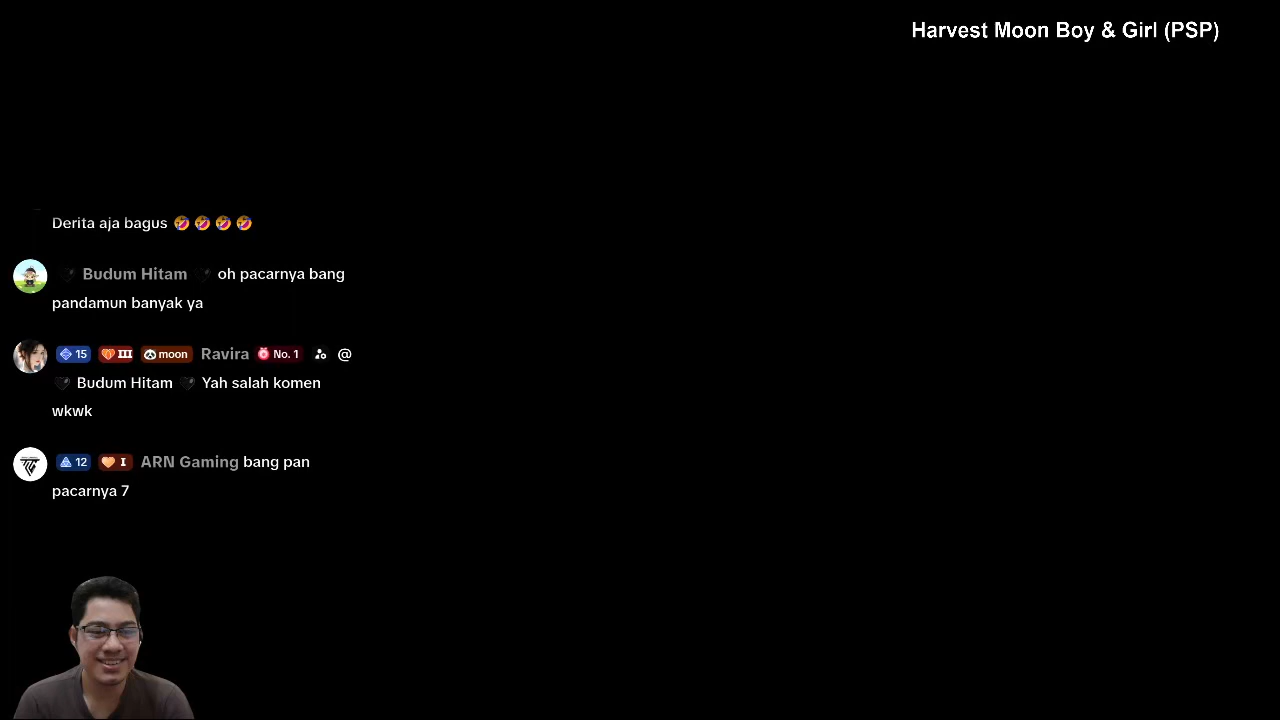 Harvest Moon Boy & Girl (PSP)
Derita aja bagus 🤣🤣🤣🤣
🖤 Budum Hitam 🖤 oh pacarnya bang
pandamun banyak ya
15 III moon Ravira No. 1 @
🖤 Budum Hitam 🖤 Yah salah komen
wkwk
12 I ARN Gaming bang pan
pacarnya 7